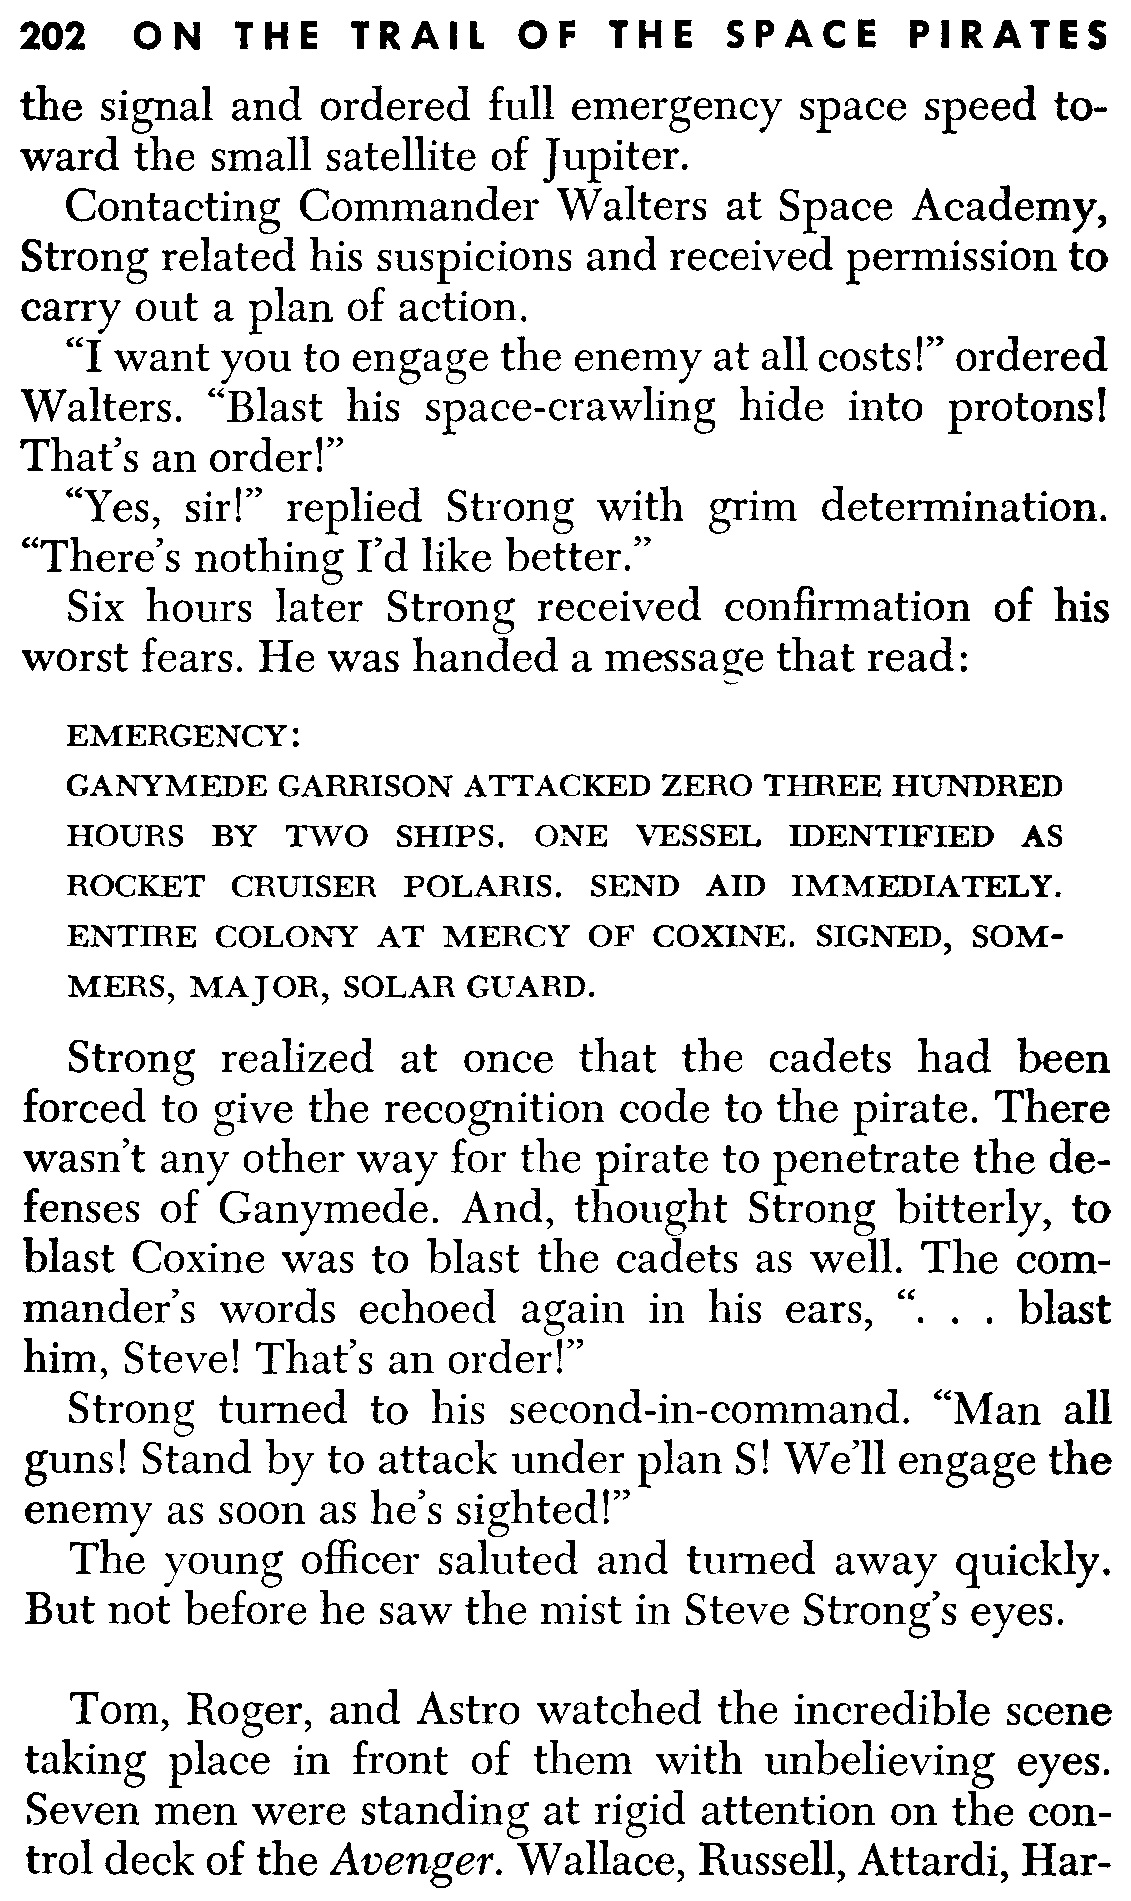 202 ON THE TRAIL OF THE SPACE PIRATES
the signal and ordered full emergency space speed to-
ward the small satellite of Jupiter.
Contacting Commander Walters at Space Academy,
Strong related his suspicions and received permission to
carry out a plan of action.
“I want you to engage the enemy at all costs!” ordered
Walters. “Blast his space-crawling hide into protons!
That’s an order!”
“Yes, sir!” replied Strong with grim determination.
“There’s nothing I’d like better.”
Six hours later Strong received confirmation of his
worst fears. He was handed a message that read:
EMERGENCY:
GANYMEDE GARRISON ATTACKED ZERO THREE HUNDRED
HOURS BY TWO SHIPS. ONE VESSEL IDENTIFIED AS
ROCKET CRUISER POLARIS. SEND AID IMMEDIATELY.
ENTIRE COLONY AT MERCY OF COXINE. SIGNED, SOM-
MERS, MAJOR, SOLAR GUARD.
Strong realized at once that the cadets had been
forced to give the recognition code to the pirate. There
wasn’t any other way for the pirate to penetrate the de-
fenses of Ganymede. And, thought Strong bitterly, to
blast Coxine was to blast the cadets as well. The com-
mander’s words echoed again in his ears, “. . . blast
him, Steve! That’s an order!”
Strong turned to his second-in-command. “Man all
guns! Stand by to attack under plan S! We’ll engage the
enemy as soon as he’s sighted!”
The young officer saluted and turned away quickly.
But not before he saw the mist in Steve Strong’s eyes.
Tom, Roger, and Astro watched the incredible scene
taking place in front of them with unbelieving eyes.
Seven men were standing at rigid attention on the con-
trol deck of the Avenger. Wallace, Russell, Attardi, Har-